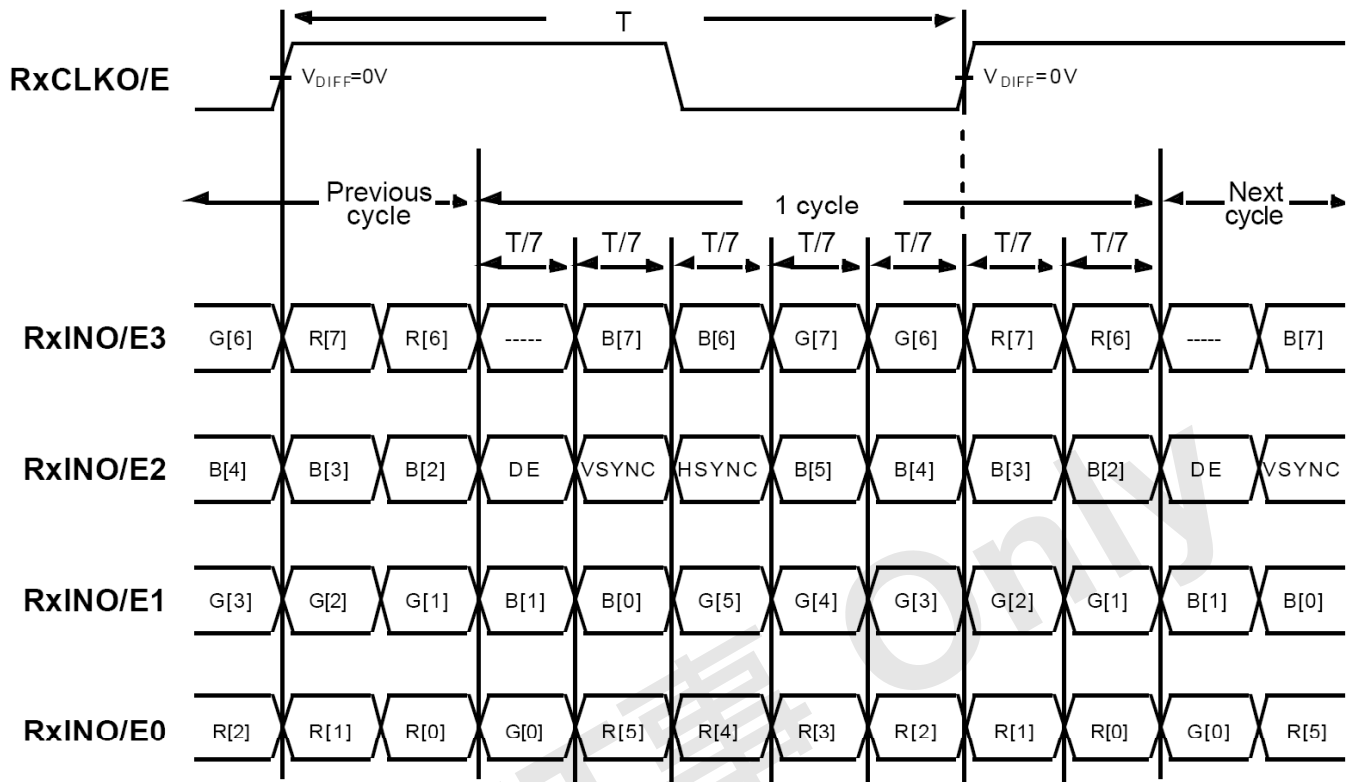 T
RxCLKO/E VDIFF=0V VDIFF=0V
Previous cycle 1 cycle Next cycle
T/7 T/7 T/7 T/7 T/7 T/7 T/7
RxINO/E3 G[6] R[7] R[6] ----- B[7] B[6] G[7] G[6] R[7] R[6] ----- B[7]
RxINO/E2 B[4] B[3] B[2] DE VSYNC HSYNC B[5] B[4] B[3] B[2] DE VSYNC
RxINO/E1 G[3] G[2] G[1] B[1] B[0] G[5] G[4] G[3] G[2] G[1] B[1] B[0]
RxINO/E0 R[2] R[1] R[0] G[0] R[5] R[4] R[3] R[2] R[1] R[0] G[0] R[5]
事 Only